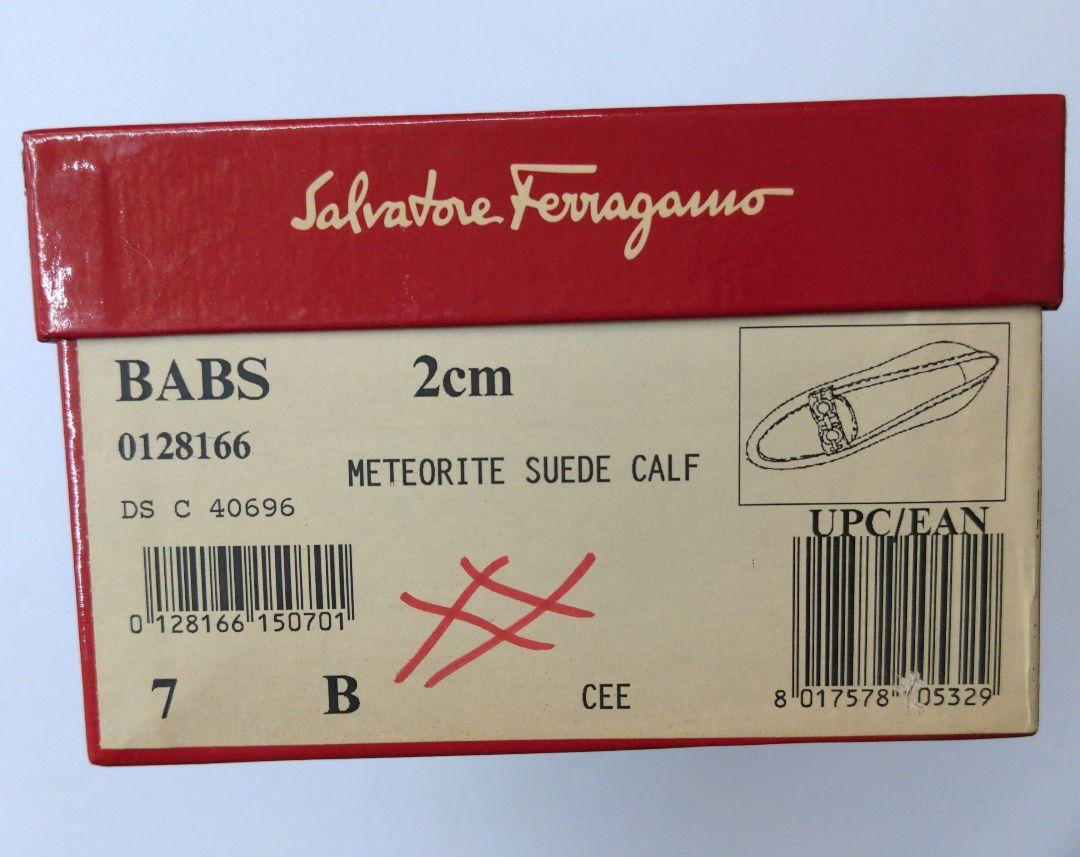 Salvatore Ferragamo
BABS 2cm
0128166
METEORITE SUEDE CALF
DS C 40696
UPC/EAN
0 128166 150701
7 B CEE
8 017578 05329